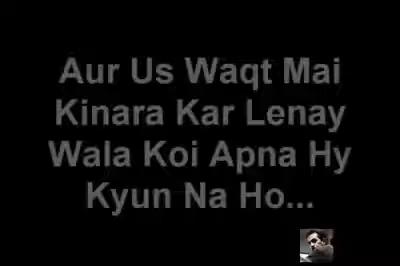 Aur Us Waqt Mai
Kinara Kar Lenay
Wala Koi Apna Hy
Kyun Na Ho...